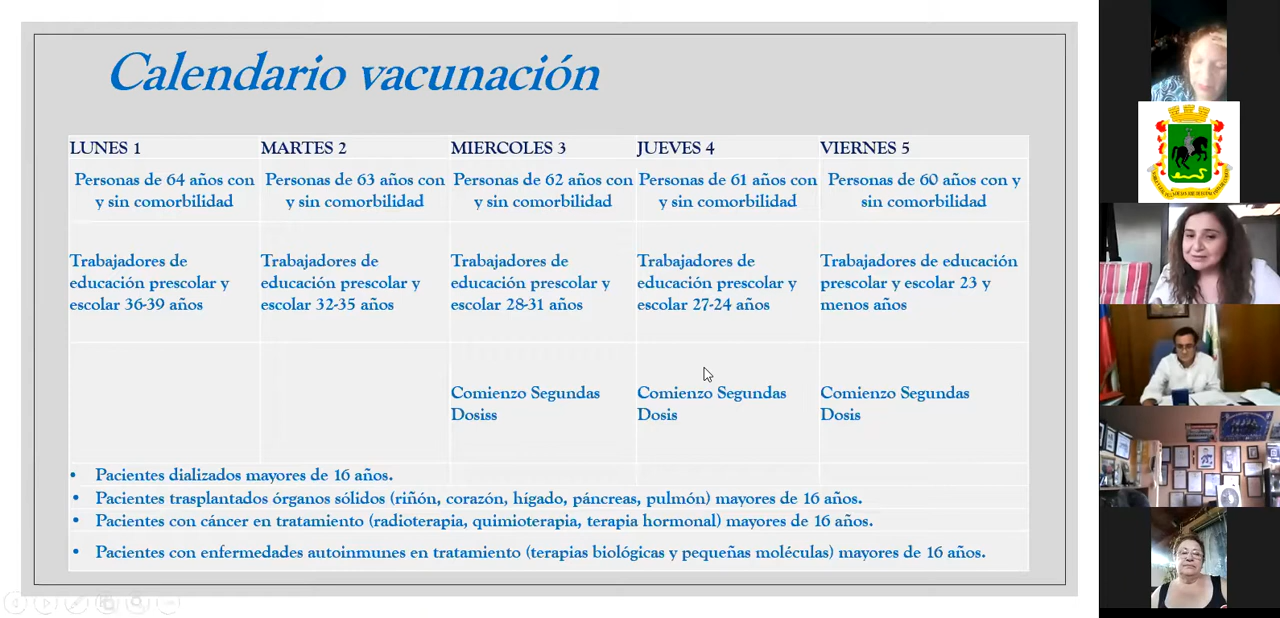 Calendario vacunación
LUNES 1
MARTES 2
MIERCOLES 3
JUEVES 4
VIERNES 5
Personas de 64 años con
y sin comorbilidad
Personas de 63 años con
y sin comorbilidad
Personas de 62 años con
y sin comorbilidad
Personas de 61 años con
y sin comorbilidad
Personas de 60 años con y
sin comorbilidad
Trabajadores de
educación prescolar y
escolar 36-39 años
Trabajadores de
educación prescolar y
escolar 32-35 años
Trabajadores de
educación prescolar y
escolar 28-31 años
Trabajadores de
educación prescolar y
escolar 27-24 años
Trabajadores de educación
prescolar y escolar 23 y
menos años
Comienzo Segundas
Dosiss
Comienzo Segundas
Dosis
Comienzo Segundas
Dosis
• Pacientes dializados mayores de 16 años.
• Pacientes trasplantados órganos sólidos (riñón, corazón, hígado, páncreas, pulmón) mayores de 16 años.
• Pacientes con cáncer en tratamiento (radioterapia, quimioterapia, terapia hormonal) mayores de 16 años.
• Pacientes con enfermedades autoinmunes en tratamiento (terapias biológicas y pequeñas moléculas) mayores de 16 años.